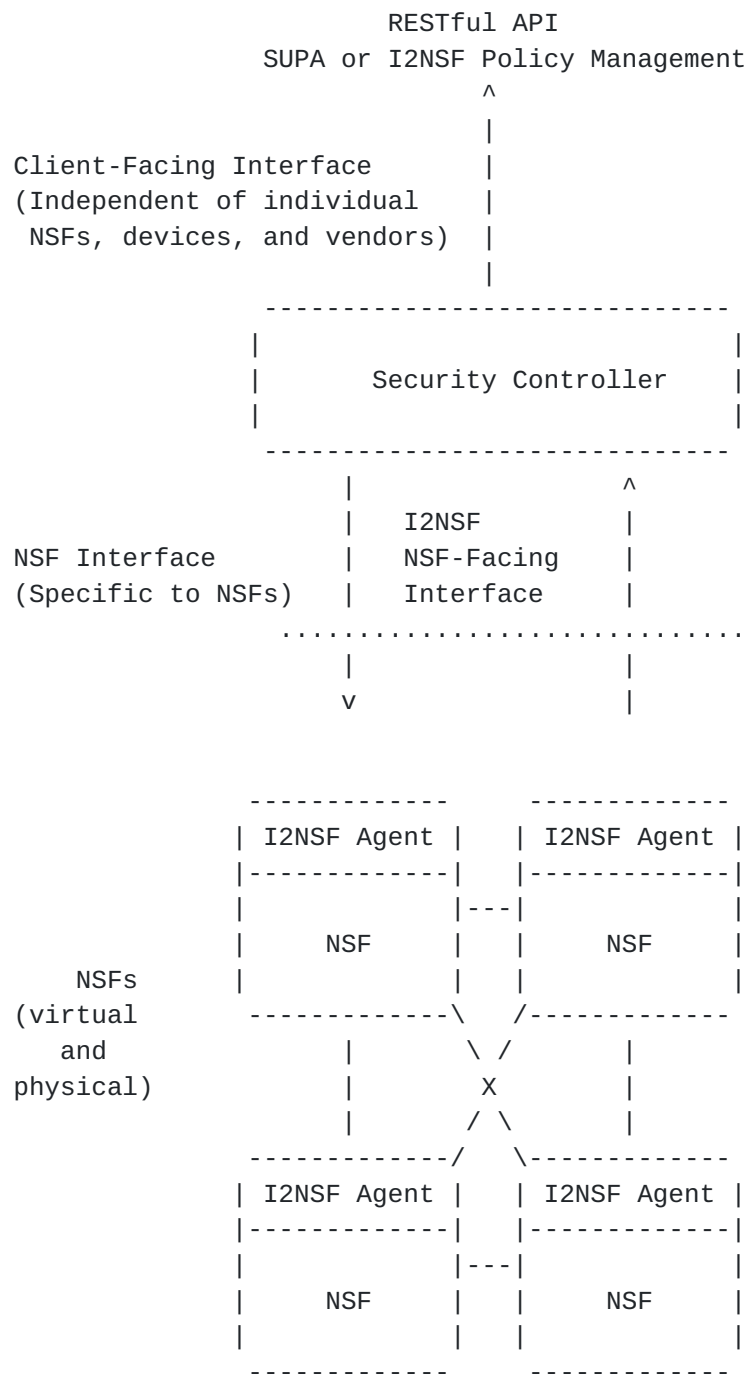 RESTful API
SUPA or I2NSF Policy Management
^
|
Client-Facing Interface |
(Independent of individual |
NSFs, devices, and vendors) |
|
------------------------------
| |
| Security Controller |
| |
------------------------------
| ^
| I2NSF |
NSF Interface | NSF-Facing |
(Specific to NSFs) | Interface |
..............................
| |
v |
------------- -------------
| I2NSF Agent | | I2NSF Agent |
|-------------| |-------------|
| |---| |
| NSF | | NSF |
NSFs | | | |
(virtual -------------\ /-------------
and | \ / |
physical) | X |
| / \ |
-------------/ \-------------
| I2NSF Agent | | I2NSF Agent |
|-------------| |-------------|
| |---| |
| NSF | | NSF |
| | | |
------------- -------------